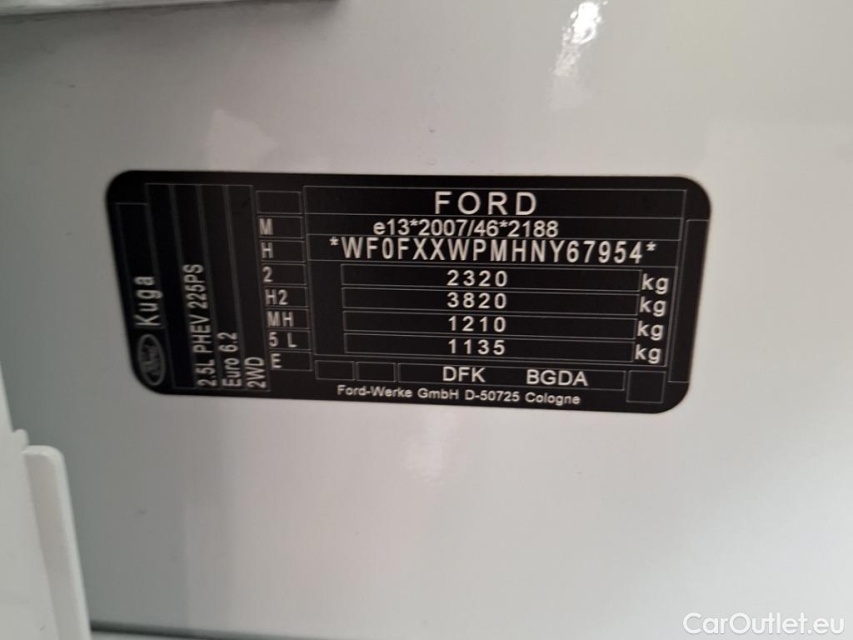 FORD
e13*2007/46*2188
*WF0FXXWPMHNY67954*
2320 kg
3820 kg
1210 kg
1135 kg
DFK BGDA
Ford-Werke GmbH D-50725 Cologne
M
H
2
H2
MH
5 L
E
Ford
Kuga
2.5L PHEV 225PS
Euro 6.2
2WD
CarOutlet.eu